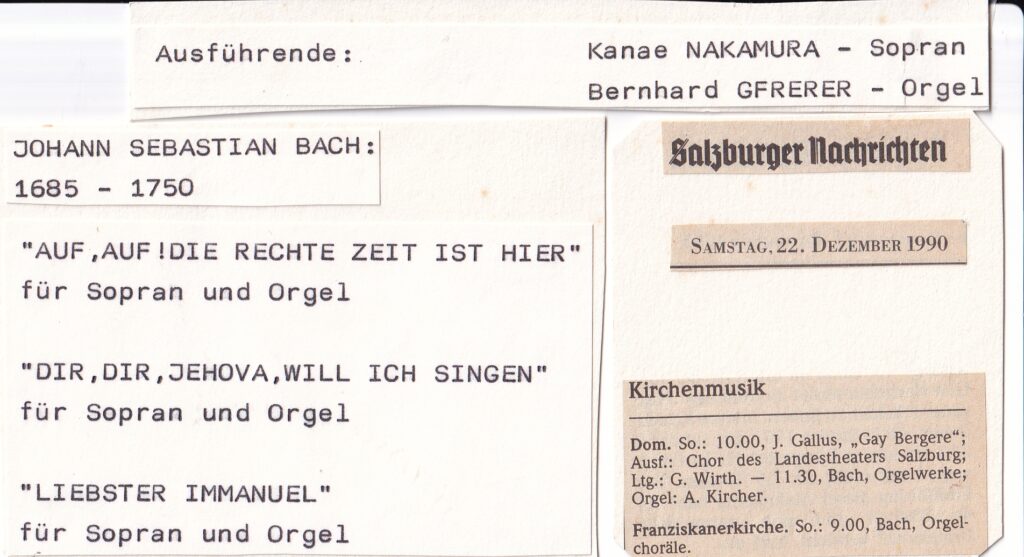 Ausführende: Kanae NAKAMURA - Sopran
Bernhard GFRERER - Orgel
JOHANN SEBASTIAN BACH:
1685 - 1750
"AUF,AUF!DIE RECHTE ZEIT IST HIER"
für Sopran und Orgel
"DIR,DIR,JEHOVA,WILL ICH SINGEN"
für Sopran und Orgel
"LIEBSTER IMMANUEL"
für Sopran und Orgel
Salzburger Nachrichten
SAMSTAG, 22. DEZEMBER 1990
Kirchenmusik
Dom. So.: 10.00, J. Gallus, „Gay Bergere“;
Ausf.: Chor des Landestheaters Salzburg;
Ltg.: G. Wirth. — 11.30, Bach, Orgelwerke;
Orgel: A. Kircher.
Franziskanerkirche. So.: 9.00, Bach, Orgel-
choräle.